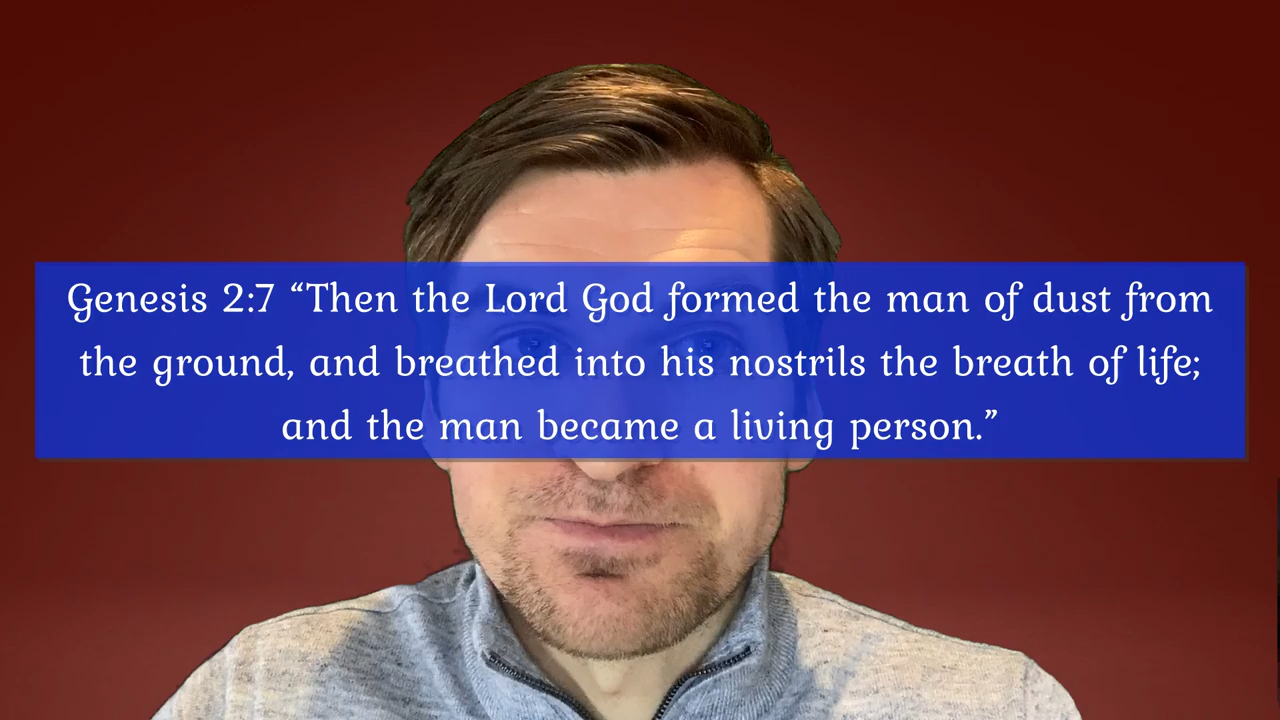 Genesis 2:7 “Then the Lord God formed the man of dust from
the ground, and breathed into his nostrils the breath of life;
and the man became a living person.”